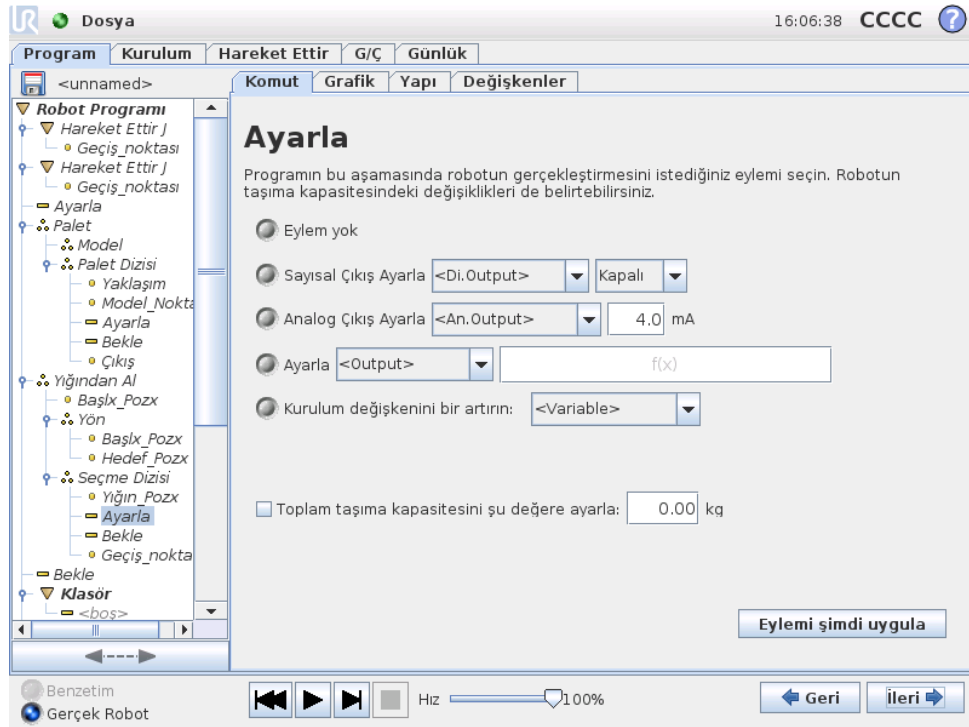 UR Dosya 16:06:38 CCCC ?
Program Kurulum Hareket Ettir G/Ç Günlük
<unnamed>
Komut Grafik Yapı Değişkenler
Robot Programı
Hareket Ettir J
Geçiş_noktası
Hareket Ettir J
Geçiş_noktası
Ayarla
Palet
Model
Palet Dizisi
Yaklaşım
Model_Nokta
Ayarla
Bekle
Çıkış
Yığından Al
Başlx_Pozx
Yön
Başlx_Pozx
Hedef_Pozx
Seçme Dizisi
Yığın_Pozx
Ayarla
Bekle
Geçiş_nokta
Bekle
Klasör
<boş>
Ayarla
Programın bu aşamasında robotun gerçekleştirmesini istediğiniz eylemi seçin. Robotun
taşıma kapasitesindeki değişiklikleri de belirtebilirsiniz.
Eylem yok
Sayısal Çıkış Ayarla <Di.Output> Kapalı
Analog Çıkış Ayarla <An.Output> 4.0 mA
Ayarla <Output> f(x)
Kurulum değişkenini bir artırın: <Variable>
Toplam taşıma kapasitesini şu değere ayarla: 0.00 kg
Eylemi şimdi uygula
Benzetim
Gerçek Robot
Hız 100%
Geri İleri